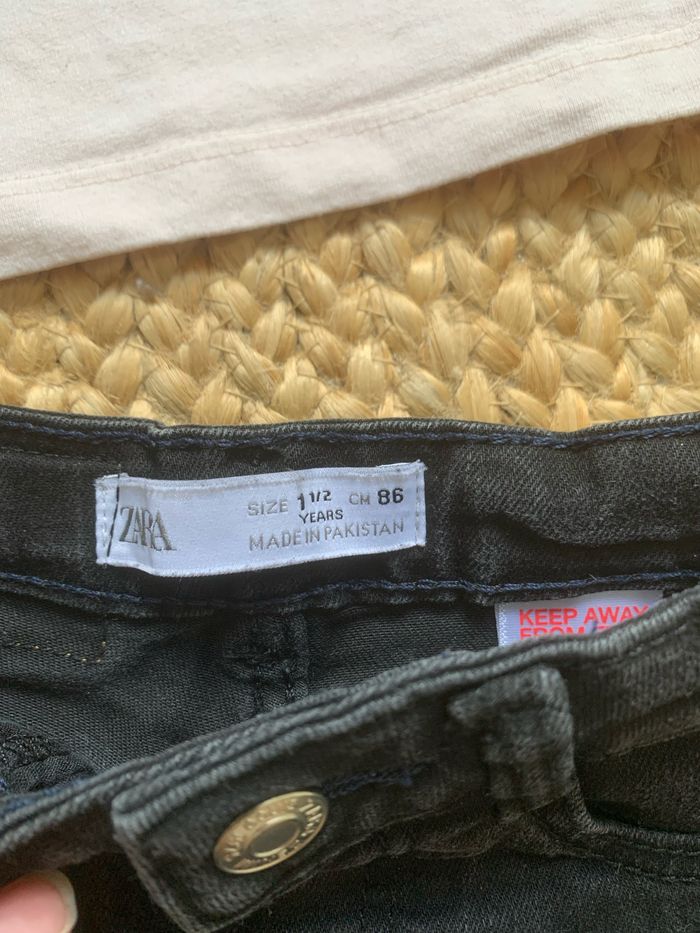 ZARA
SIZE 1 1/2 CM 86
YEARS
MADE IN PAKISTAN
KEEP AWAY
FROM